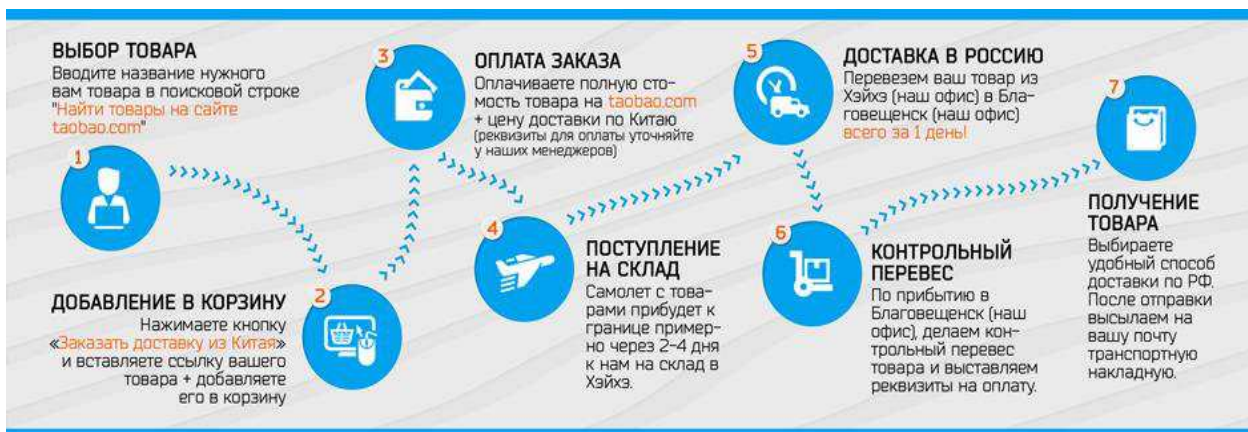 1
ВЫБОР ТОВАРА
Вводите название нужного
вам товара в поисковой строке
"Найти товары на сайте
taobao.com"
2
ДОБАВЛЕНИЕ В КОРЗИНУ
Нажимаете кнопку
«Заказать доставку из Китая»
и вставляете ссылку вашего
товара + добавляете
его в корзину
3
ОПЛАТА ЗАКАЗА
Оплачиваете полную сто-
мость товара на taobao.com
+ цену доставки по Китаю
(реквизиты для оплаты уточняйте
у наших менеджеров)
4
ПОСТУПЛЕНИЕ
НА СКЛАД
Самолет с това-
рами прибудет к
границе пример-
но через 2-4 дня
к нам на склад в
Хэйхэ.
5
ДОСТАВКА В РОССИЮ
Перевезем ваш товар из
Хэйхэ (наш офис) в Бла-
говещенск (наш офис)
всего за 1 день!
6
КОНТРОЛЬНЫЙ
ПЕРЕВЕС
По прибытию в
Благовещенск (наш
офис), делаем кон-
трольный перевес
товара и выставляем
реквизиты на оплату.
7
ПОЛУЧЕНИЕ
ТОВАРА
Выбираете
удобный способ
доставки по РФ.
После отправки
высылаем на
вашу почту
транспортную
накладную.